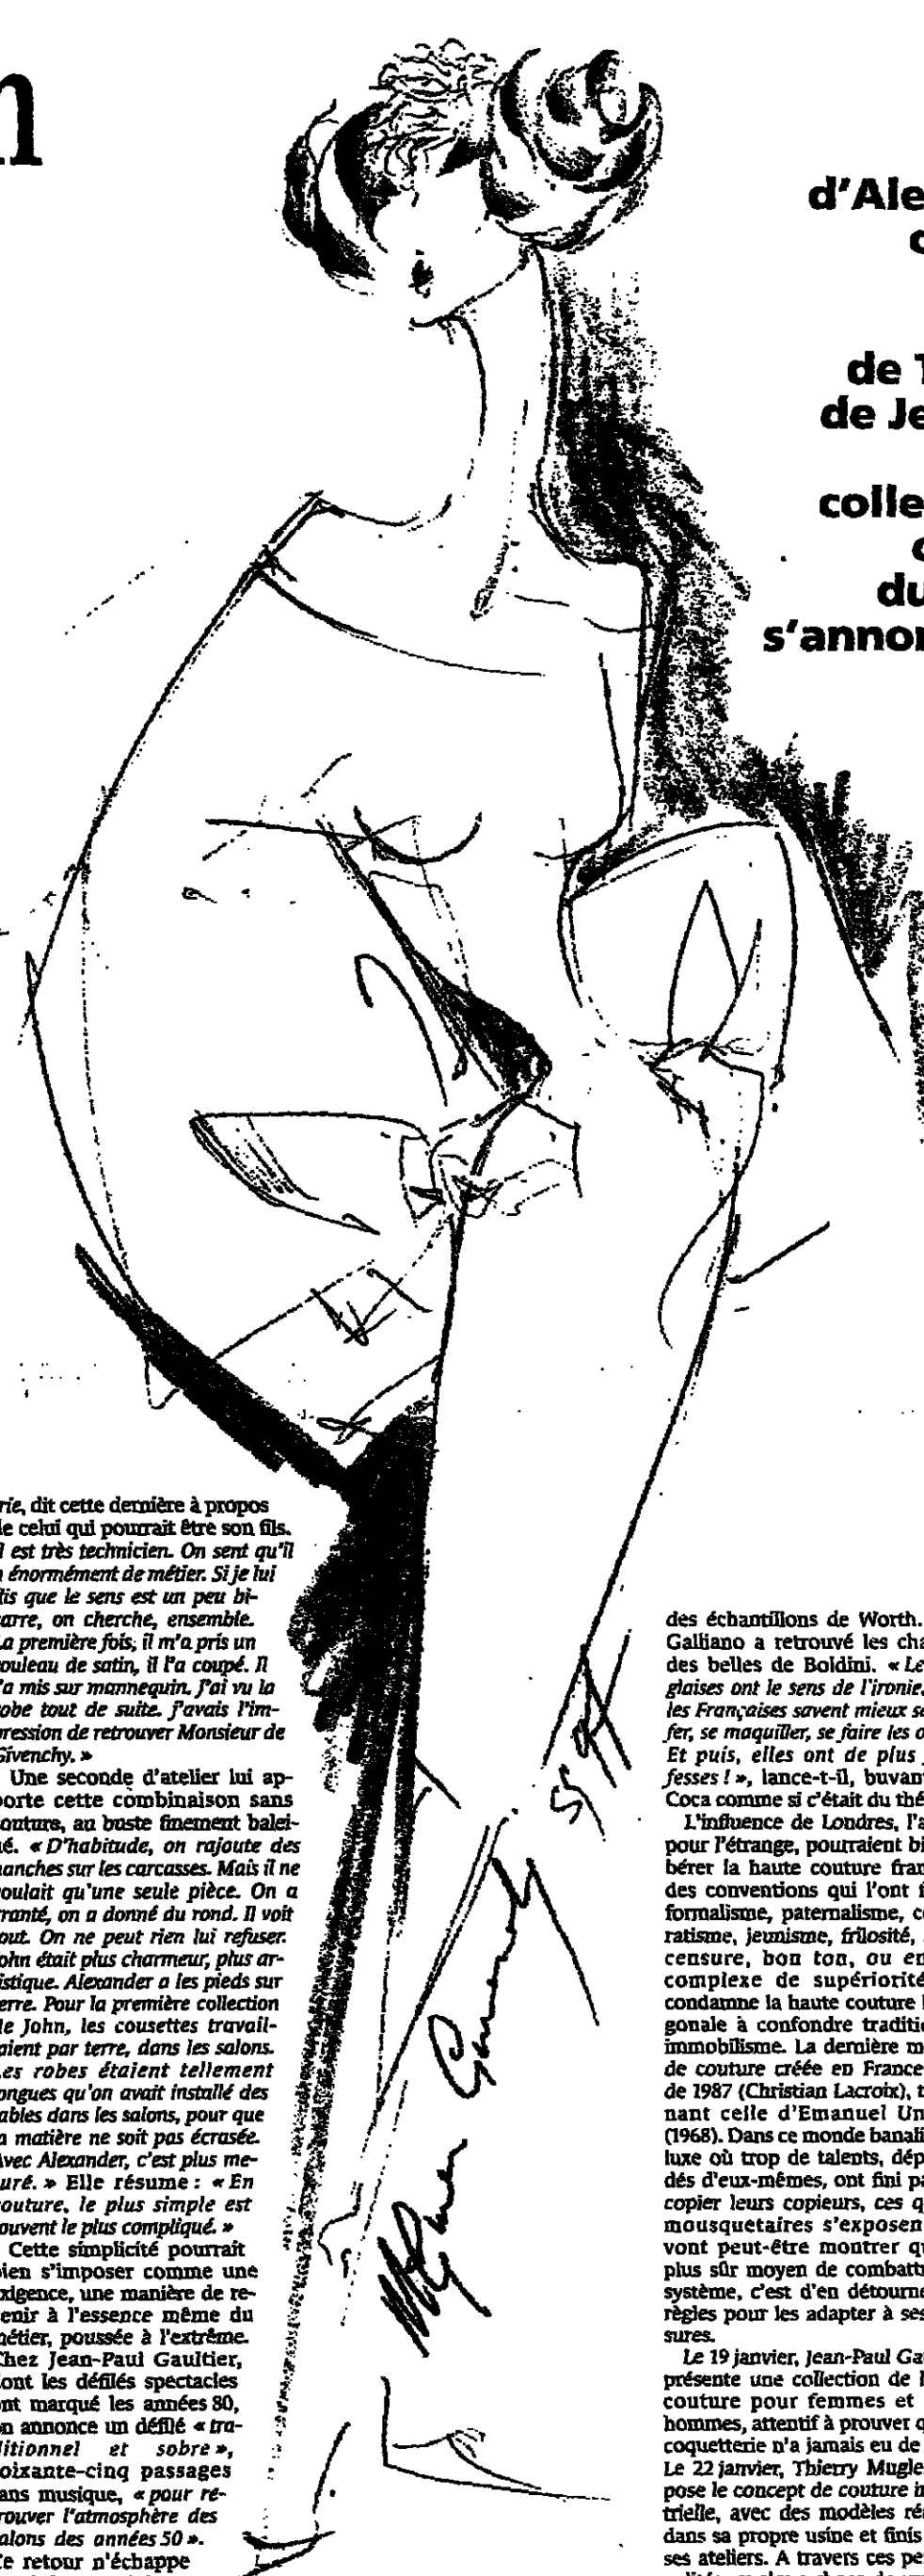 d'Ale
de T
de Je
colle
du
s'annon
rie, dit cette dernière à propos
de celui qui pourrait être son fils.
Il est très technicien. On sent qu'il
a énormément de métier. Si je lui
dis que le sens est un peu bi-
zarre, on cherche, ensemble.
La première fois, il m'a pris un
rouleau de satin, il l'a coupé. Il
l'a mis sur mannequin. J'ai vu la
robe tout de suite. J'avais l'im-
pression de retrouver Monsieur de
Givenchy. »
Une seconde d'atelier lui ap-
porte cette combinaison sans
couture, au buste finement balei-
né. « D'habitude, on rajoute des
hanches sur les carcasses. Mais il ne
voulait qu'une seule pièce. On a
cranté, on a donné du rond. Il voit
tout. On ne peut rien lui refuser.
John était plus charmeur, plus ar-
tistique. Alexander a les pieds sur
terre. Pour la première collection
de John, les cousettes travail-
laient par terre, dans les salons.
Les robes étaient tellement
longues qu'on avait installé des
tables dans les salons, pour que
la matière ne soit pas écrasée.
Avec Alexander, c'est plus me-
suré. » Elle résume : « En
couture, le plus simple est
souvent le plus compliqué. »
Cette simplicité pourrait
bien s'imposer comme une
exigence, une manière de re-
venir à l'essence même du
métier, poussée à l'extrême.
Chez Jean-Paul Gaultier,
dont les défilés spectacles
ont marqué les années 80,
on annonce un défilé « tra-
ditionnel et sobre »,
soixante-cinq passages
sans musique, « pour re-
trouver l'atmosphère des
salons des années 50 ».
Ce retour n'échappe
des échantillons de Worth.
Galliano a retrouvé les cha
des belles de Boldini. « Le
glaises ont le sens de l'ironie,
les Françaises savent mieux se
fer, se maquiller, se faire les o
Et puis, elles ont de plus j
fesses ! », lance-t-il, buvan
Coca comme si c'était du thé
L'influence de Londres, l'a
pour l'étrange, pourraient bi
bérer la haute couture fran
des conventions qui l'ont f
formalisme, paternalisme, co
ratisme, jeunisme, frilosité,
censure, bon ton, ou en
complexe de supériorité
condamne la haute couture h
gonale à confondre traditio
immobilisme. La dernière m
de couture créée en France
de 1987 (Christian Lacroix), t
nant celle d'Emanuel Un
(1968). Dans ce monde banali
luxe où trop de talents, dép
dés d'eux-mêmes, ont fini pa
copier leurs copieurs, ces q
mousquetaires s'exposen
vont peut-être montrer qu
plus sûr moyen de combatt
système, c'est d'en détourne
règles pour les adapter à ses
sures.
Le 19 janvier, Jean-Paul Ga
présente une collection de h
couture pour femmes et
hommes, attentif à prouver q
coquetterie n'a jamais eu de
Le 22 janvier, Thierry Mugle
pose le concept de couture in
trielle, avec des modèles réa
dans sa propre usine et finis
ses ateliers. A travers ces pe